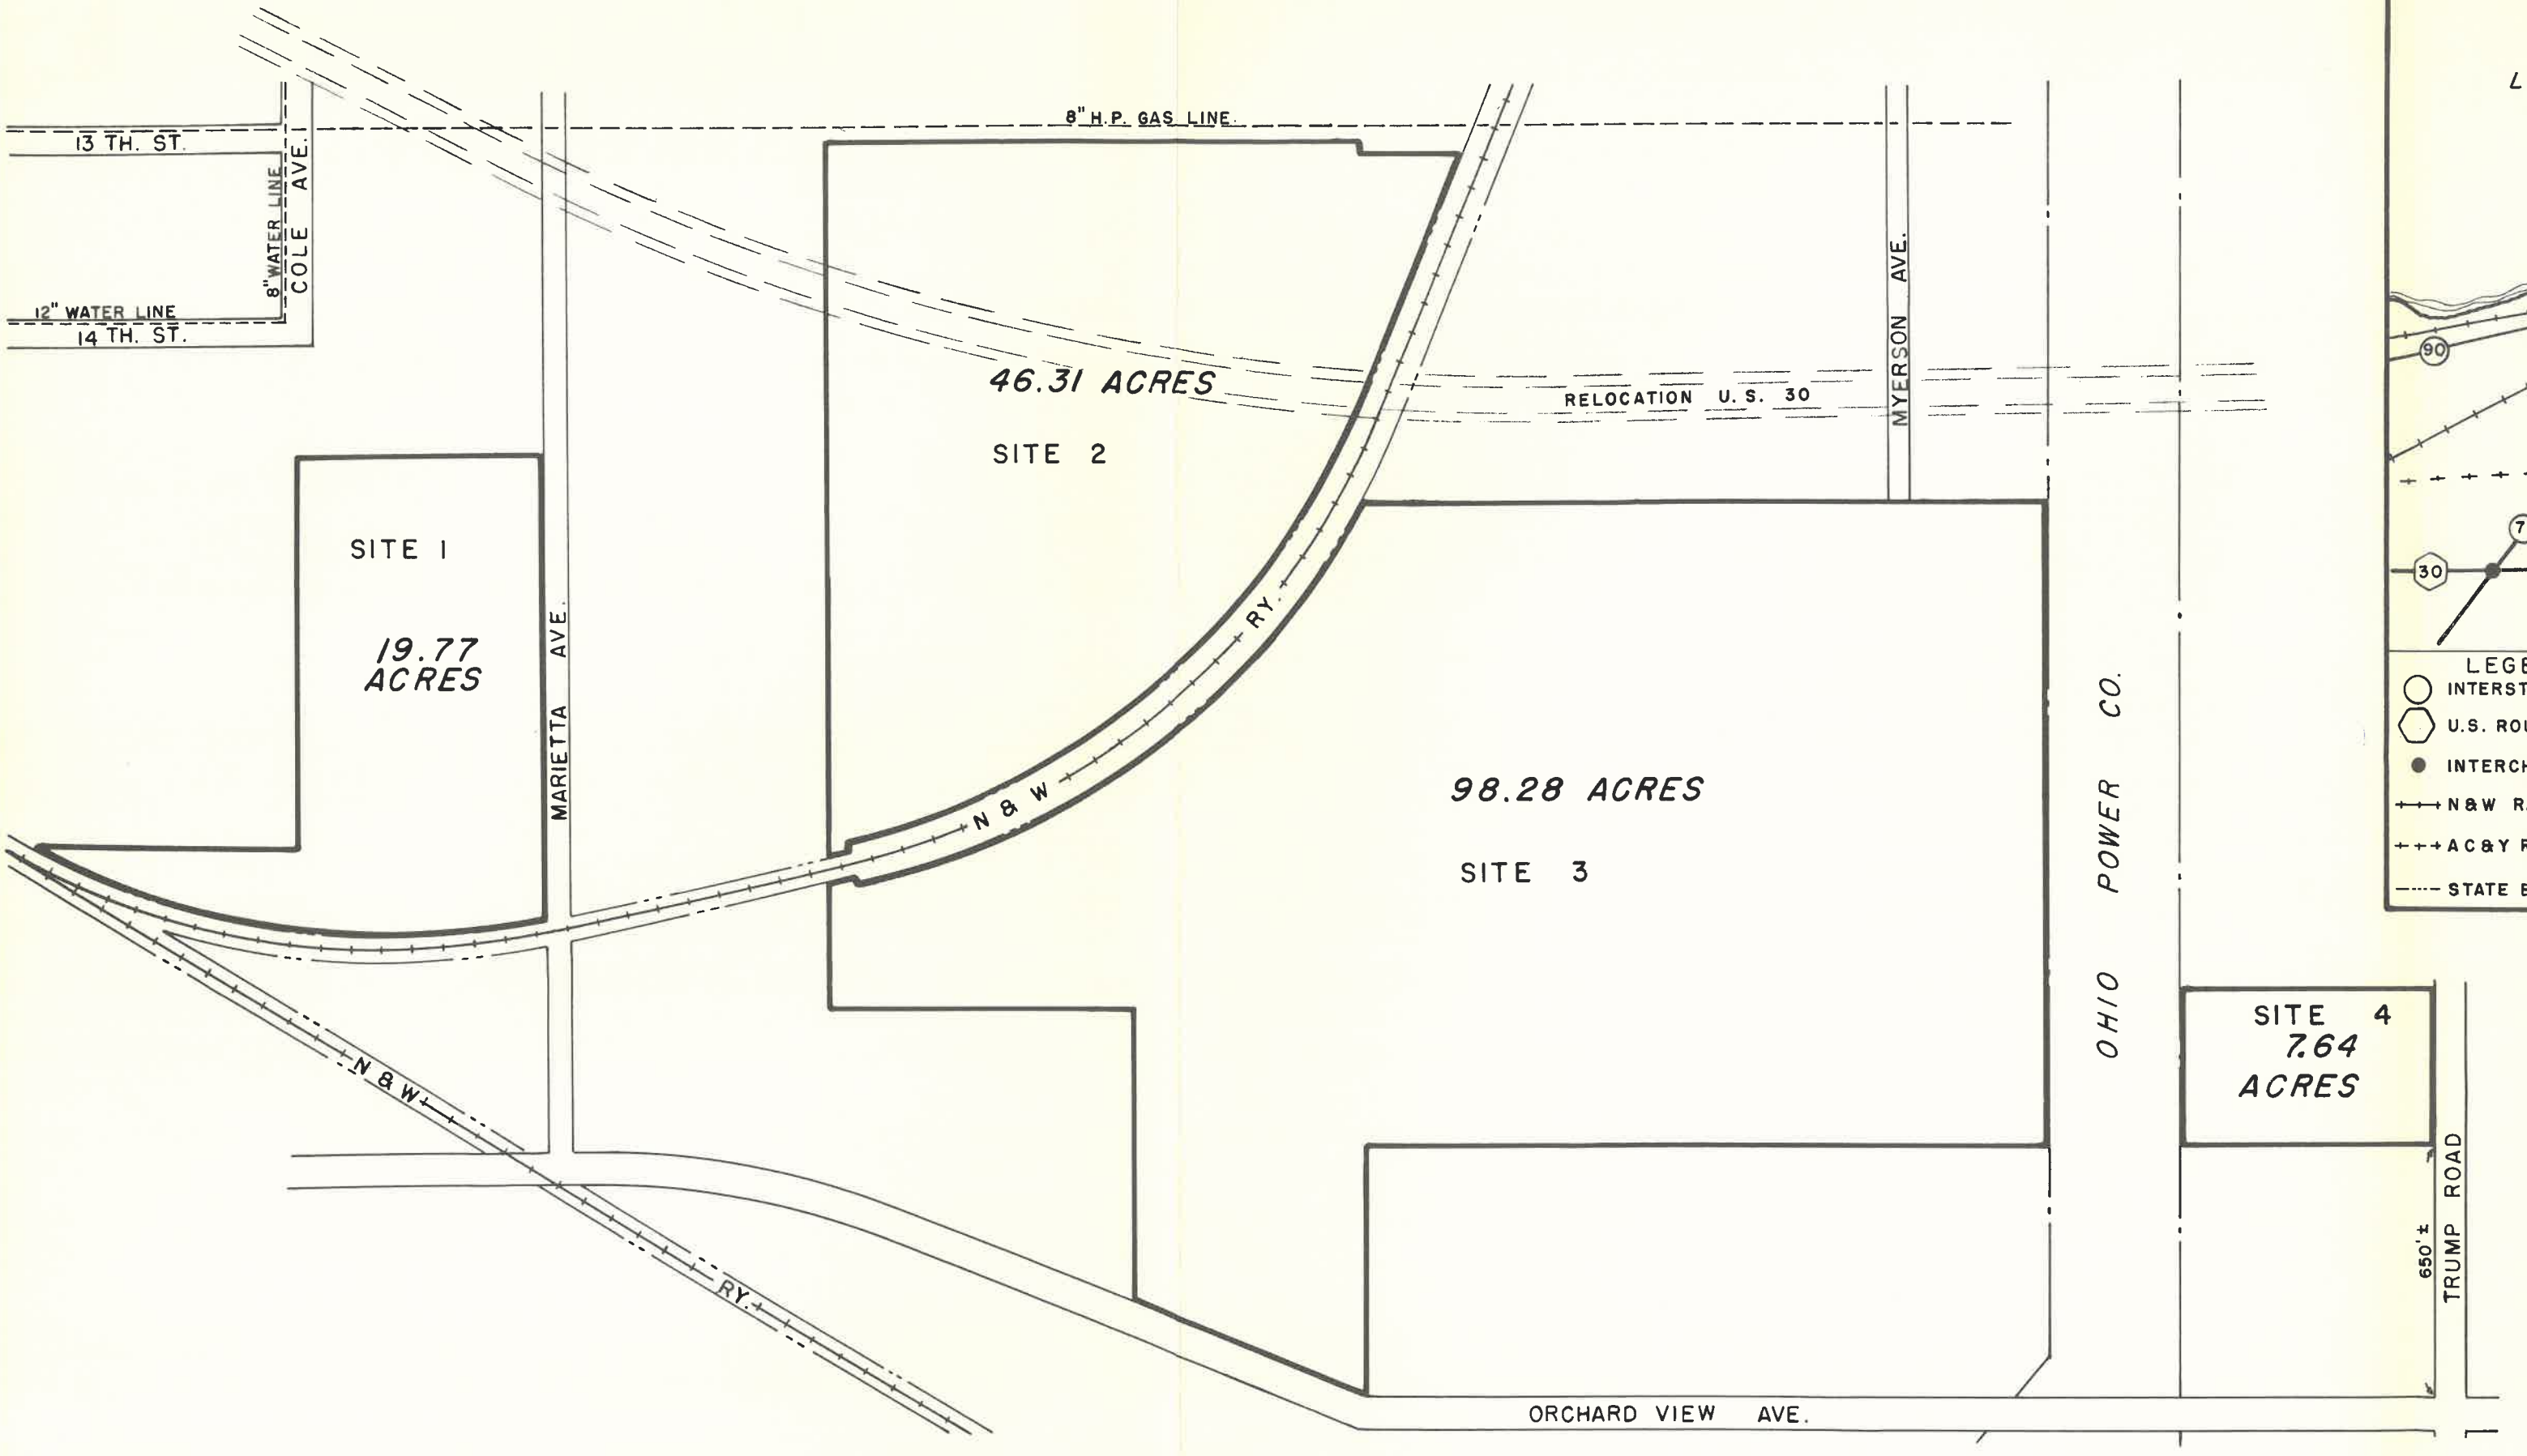 8" H.P. GAS LINE.
13 TH. ST.
8" WATER LINE
COLE AVE.
12" WATER LINE
14 TH. ST.
46.31 ACRES
SITE 2
RELOCATION U.S. 30
MYERSON AVE.
SITE 1
19.77
ACRES
MARIETTA AVE.
N & W RY.
98.28 ACRES
SITE 3
OHIO POWER CO.
SITE 4
7.64
ACRES
650' ±
TRUMP ROAD
N & W RY.
ORCHARD VIEW AVE.
L
90
7
30
LEGE
INTERST
U.S. ROU
INTERCH
N & W R
AC & Y R
STATE B